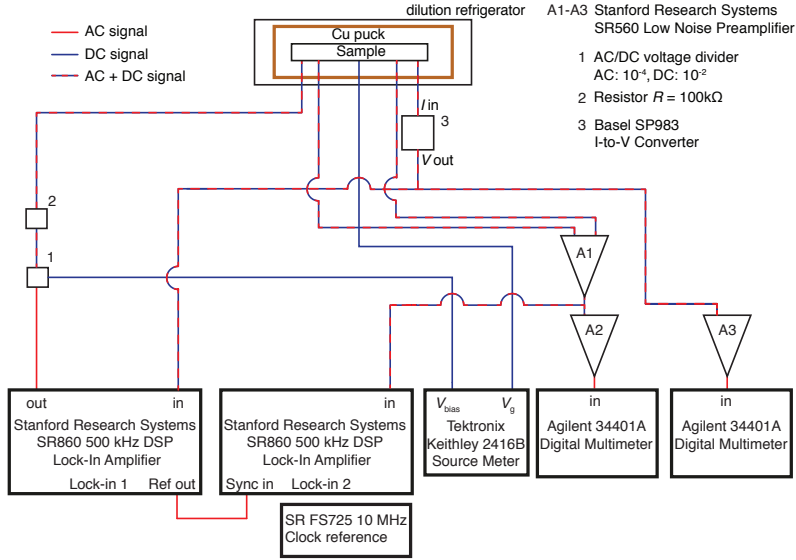 dilution refrigerator
Cu puck
Sample
AC signal
DC signal
AC + DC signal
A1-A3 Stanford Research Systems
SR560 Low Noise Preamplifier
1 AC/DC voltage divider
AC: 10⁻⁴, DC: 10⁻²
2 Resistor R = 100kΩ
3 Basel SP983
I-to-V Converter
I in
3
V out
2
1
A1
A2
A3
out
in
Stanford Research Systems
SR860 500 kHz DSP
Lock-In Amplifier
Lock-in 1
Ref out
in
Stanford Research Systems
SR860 500 kHz DSP
Lock-In Amplifier
Sync in
Lock-in 2
V_bias
V_g
Tektronix
Keithley 2416B
Source Meter
in
Agilent 34401A
Digital Multimeter
in
Agilent 34401A
Digital Multimeter
SR FS725 10 MHz
Clock reference